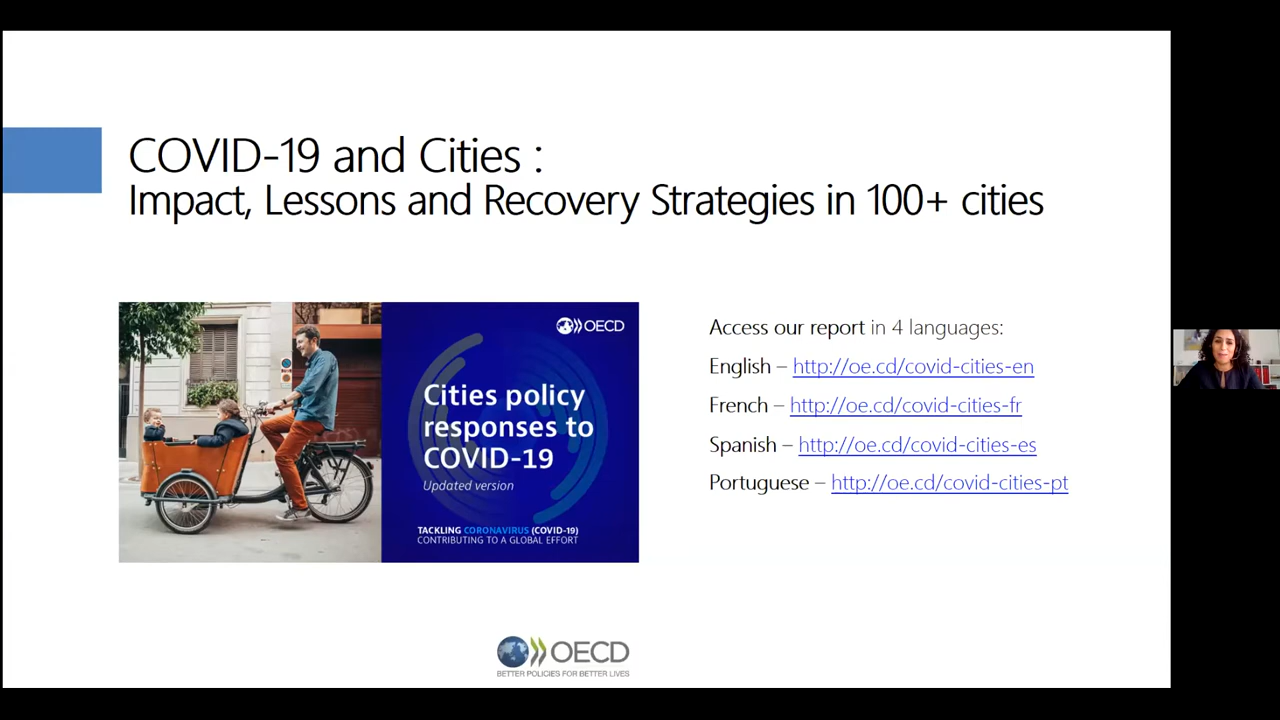 COVID-19 and Cities :
Impact, Lessons and Recovery Strategies in 100+ cities
OECD
Cities policy
responses to
COVID-19
Updated version
TACKLING CORONAVIRUS (COVID-19)
CONTRIBUTING TO A GLOBAL EFFORT
Access our report in 4 languages:
English – http://oe.cd/covid-cities-en
French – http://oe.cd/covid-cities-fr
Spanish – http://oe.cd/covid-cities-es
Portuguese – http://oe.cd/covid-cities-pt
OECD
BETTER POLICIES FOR BETTER LIVES